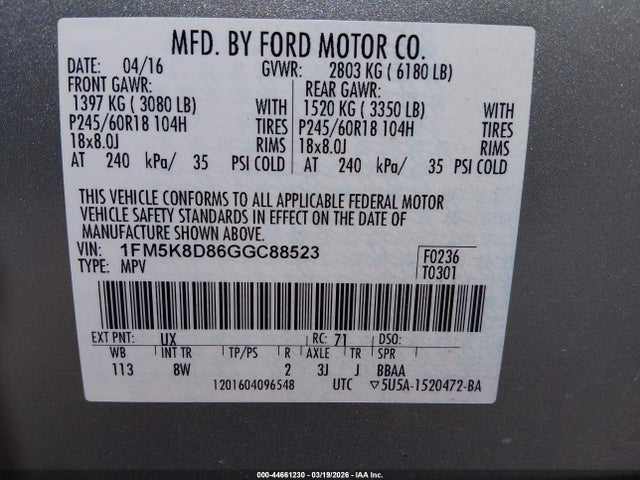 MFD. BY FORD MOTOR CO.
DATE: 04/16 GVWR: 2803 KG ( 6180 LB)
FRONT GAWR: REAR GAWR:
1397 KG ( 3080 LB) WITH 1520 KG ( 3350 LB) WITH
P245/60R18 104H TIRES P245/60R18 104H TIRES
18x8.0J RIMS 18x8.0J RIMS
AT 240 kPa/ 35 PSI COLD AT 240 kPa/ 35 PSI COLD
THIS VEHICLE CONFORMS TO ALL APPLICABLE FEDERAL MOTOR
VEHICLE SAFETY STANDARDS IN EFFECT ON THE DATE OF
MANUFACTURE SHOWN ABOVE.
VIN: 1FM5K8D86GGC88523 F0236
TYPE: MPV T0301
EXT PNT: UX RC: 71 DSO:
WB INT TR TP/PS R AXLE TR SPR
113 8W 2 3J J BBAA
1201604096548 UTC ▽5U5A-1520472-BA
000-44661230 - 03/19/2026 - IAA Inc.